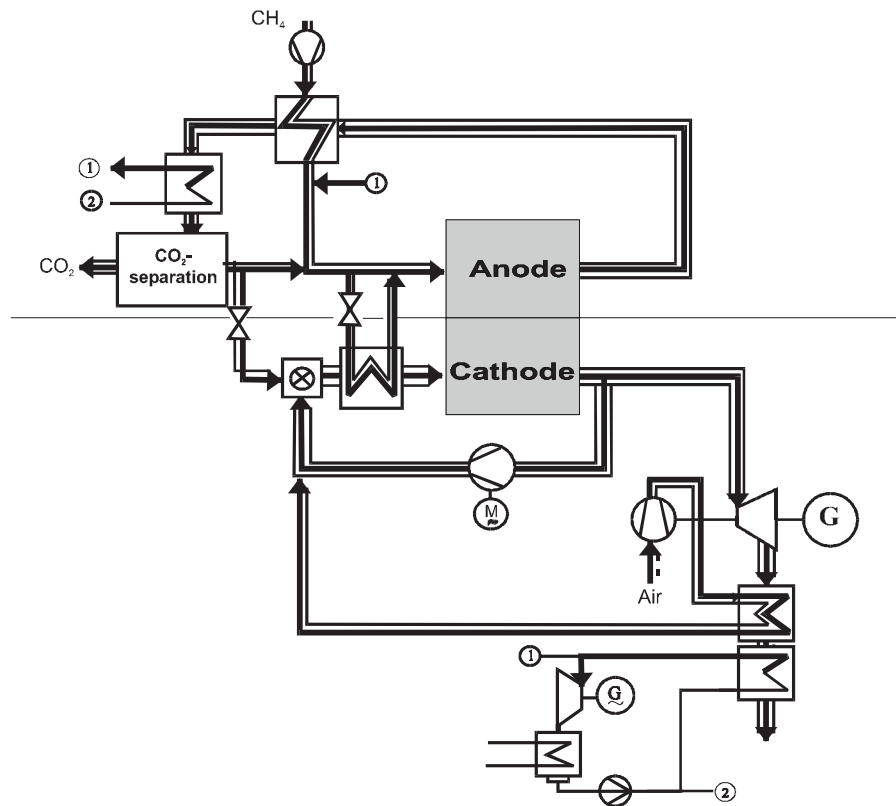 CH₄
①
②
①
CO₂-
separation
CO₂
Anode
Cathode
M
~
G
Air
①
G
~
②